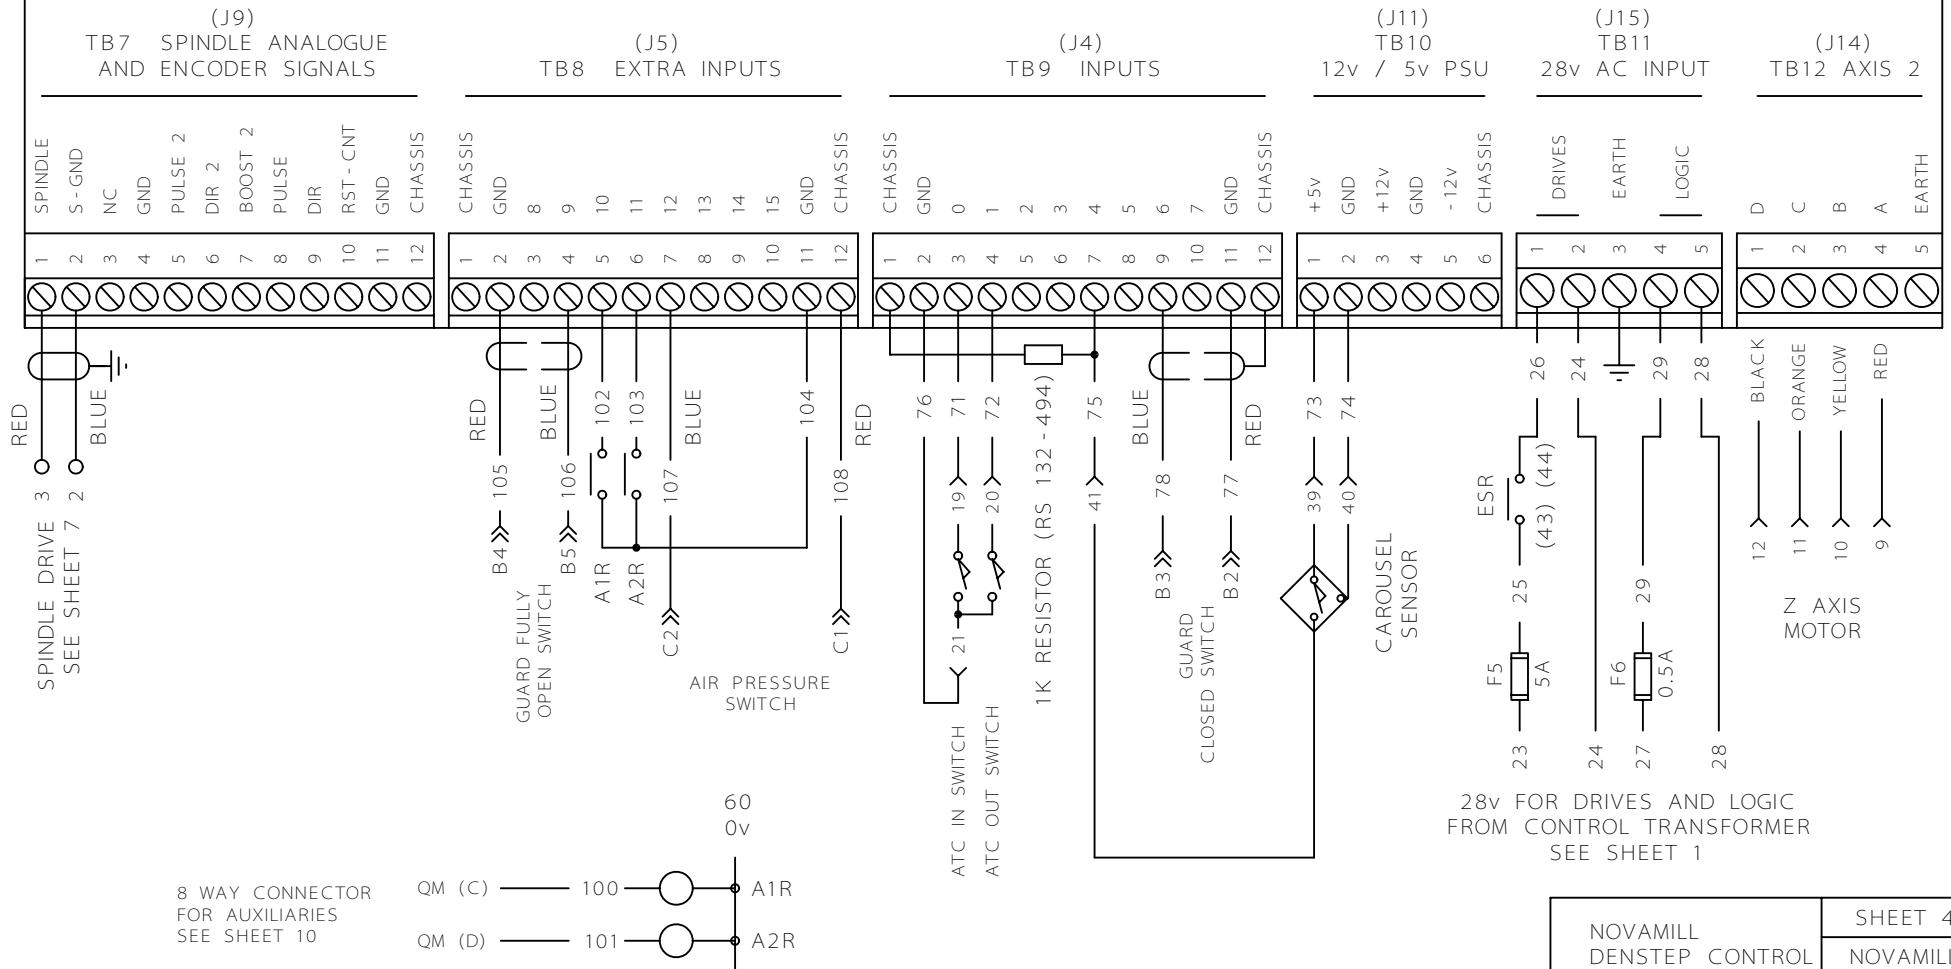 (J9)
TB7 SPINDLE ANALOGUE
AND ENCODER SIGNALS
(J5)
TB8 EXTRA INPUTS
(J4)
TB9 INPUTS
(J11)
TB10
12v / 5v PSU
(J15)
TB11
28v AC INPUT
(J14)
TB12 AXIS 2
SPINDLE
S-GND
NC
GND
PULSE 2
DIR 2
BOOST 2
PULSE
DIR
RST-CNT
GND
CHASSIS
CHASSIS
GND
8
9
10
11
12
13
14
15
GND
CHASSIS
CHASSIS
GND
0
1
2
3
4
5
6
7
GND
CHASSIS
+5v
GND
+12v
GND
-12v
CHASSIS
DRIVES
EARTH
LOGIC
D
C
B
A
EARTH
1 2 3 4 5 6 7 8 9 10 11 12
1 2 3 4 5 6 7 8 9 10 11 12
1 2 3 4 5 6 7 8 9 10 11 12
1 2 3 4 5 6
1 2 3 4 5
1 2 3 4 5
RED
BLUE
3
2
SPINDLE DRIVE
SEE SHEET 7
RED
105
B4
BLUE
106
B5
GUARD FULLY
OPEN SWITCH
102
103
A1R
A2R
BLUE
107
C2
104
RED
108
C1
AIR PRESSURE
SWITCH
76
71
72
19
20
21
ATC IN SWITCH
ATC OUT SWITCH
1K RESISTOR (RS 132-494)
75
41
BLUE
78
B3
RED
77
B2
GUARD
CLOSED SWITCH
73
74
39
40
CAROUSEL
SENSOR
26
24
29
28
ESR
(43) (44)
25
29
F5
5A
F6
0.5A
23
24
27
28
28v FOR DRIVES AND LOGIC
FROM CONTROL TRANSFORMER
SEE SHEET 1
BLACK
ORANGE
YELLOW
RED
12
11
10
9
Z AXIS
MOTOR
60
0v
8 WAY CONNECTOR
FOR AUXILIARIES
SEE SHEET 10
QM (C) 100 A1R
QM (D) 101 A2R
NOVAMILL
DENSTEP CONTROL
SHEET 4
NOVAMILL